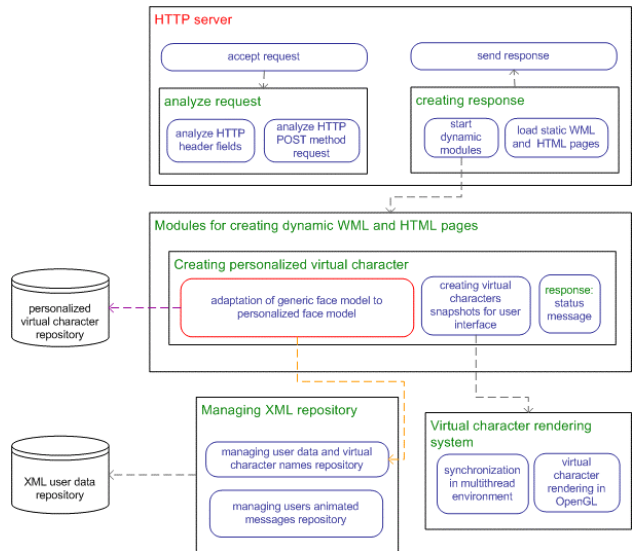 HTTP server
accept request
send response
analyze request
analyze HTTP
header fields
analyze HTTP
POST method
request
creating response
start
dynamic
modules
load static WML
and HTML pages
Modules for creating dynamic WML and HTML pages
Creating personalized virtual character
adaptation of generic face model to
personalized face model
creating virtual
characters
snapshots for user
interface
response:
status
message
personalized
virtual character
repository
Managing XML repository
managing user data and virtual
character names repository
managing users animated
messages repository
Virtual character rendering
system
synchronization
in multithread
environment
virtual
character
rendering in
OpenGL
XML user data
repository